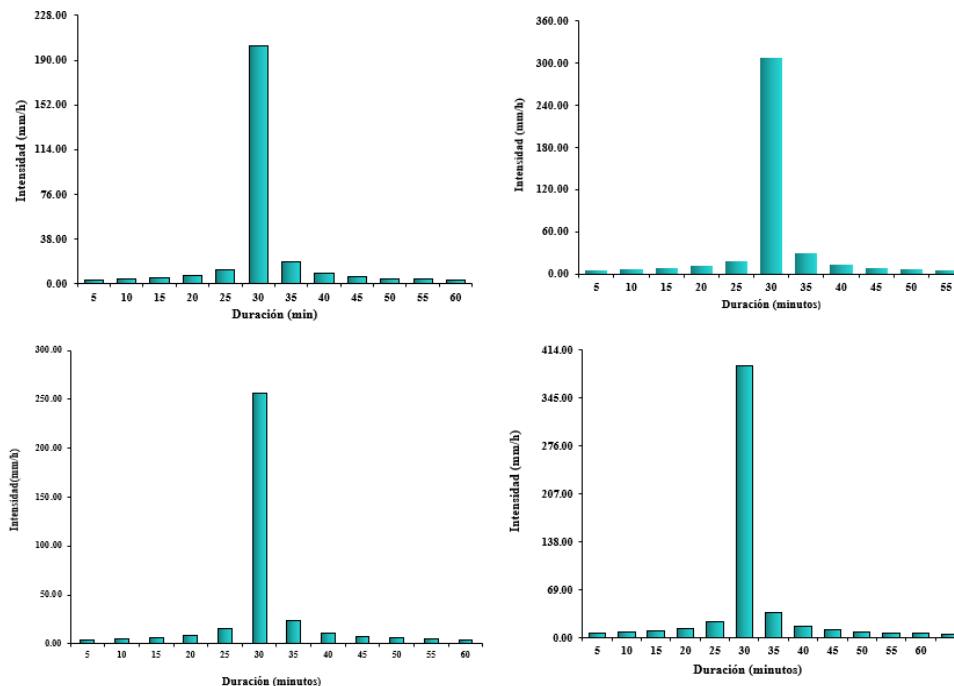 Intensidad (mm/h)
228.00
190.00
152.00
114.00
76.00
38.00
0.00
5 10 15 20 25 30 35 40 45 50 55 60
Duración (min)
Intensidad (mm/h)
360.00
300.00
240.00
180.00
120.00
60.00
0.00
5 10 15 20 25 30 35 40 45 50 55
Duración (minutos)
Intensidad(mm/h)
300.00
250.00
200.00
150.00
100.00
50.00
0.00
5 10 15 20 25 30 35 40 45 50 55 60
Duración (minutos)
Intensidad (mm/h)
414.00
345.00
276.00
207.00
138.00
69.00
0.00
5 10 15 20 25 30 35 40 45 50 55 60
Duración (minutos)